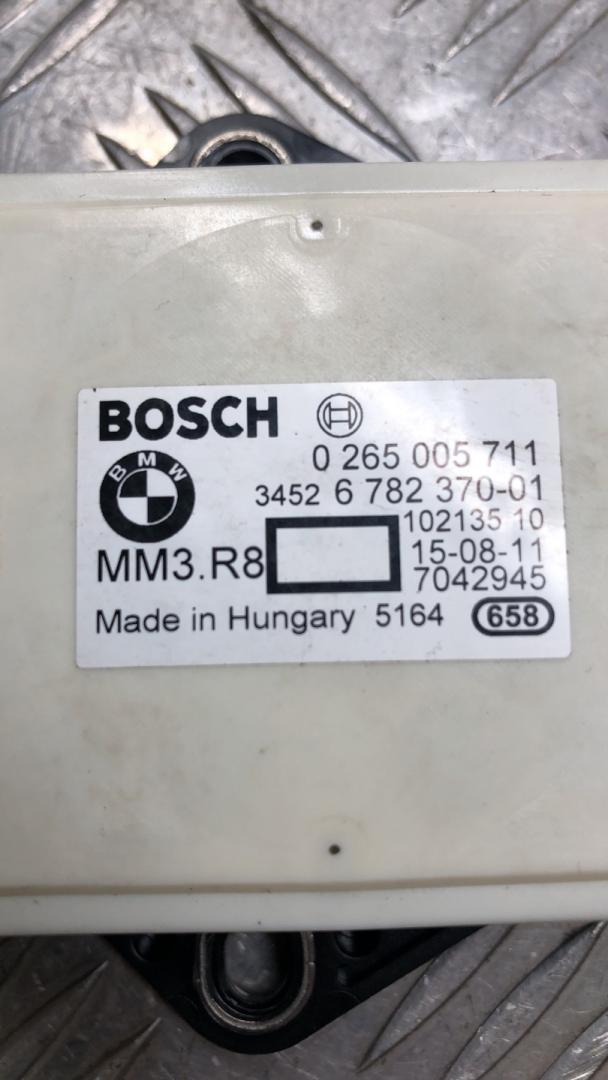 BOSCH
0 265 005 711
BMW
3452 6 782 370-01
102135 10
MM3.R8
15-08-11
7042945
Made in Hungary 5164 658